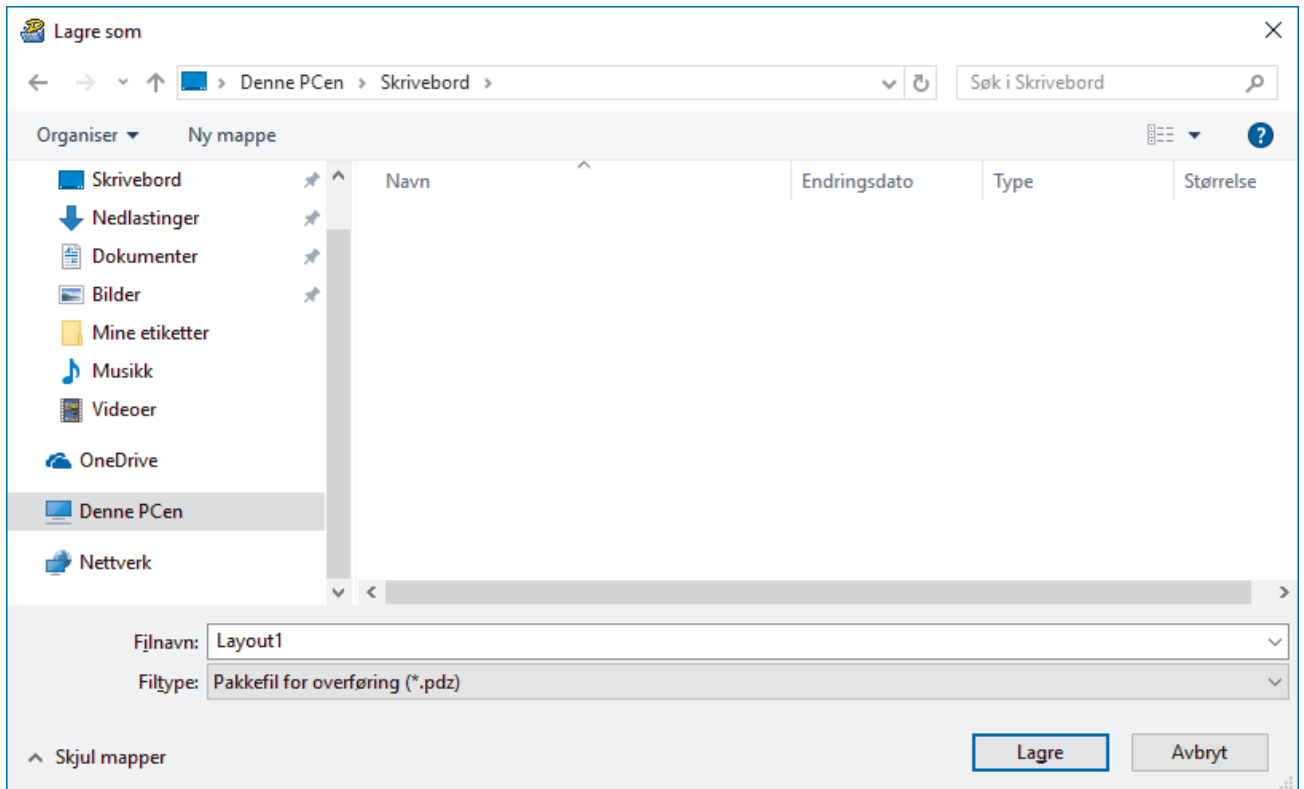 Lagre som
Denne PCen > Skrivebord >
Søk i Skrivebord
Organiser
Ny mappe
Navn
Endringsdato
Type
Størrelse
Skrivebord
Nedlastinger
Dokumenter
Bilder
Mine etiketter
Musikk
Videoer
OneDrive
Denne PCen
Nettverk
Filnavn: Layout1
Filtype: Pakkefil for overføring (*.pdz)
Skjul mapper
Lagre
Avbryt